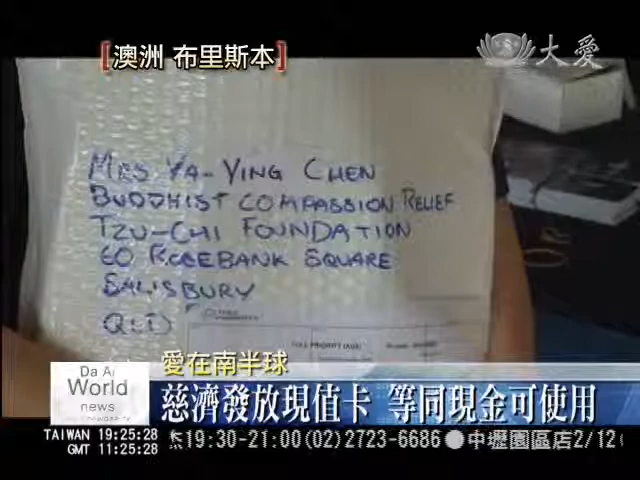 [澳洲 布里斯本]
大愛
MRS YA-YING CHEN
BUDDHIST COMPASSION RELIEF
TZU-CHI FOUNDATION
60 ROSEBANK SQUARE
SALISBURY
QLD
愛在南半球
慈濟發放現值卡 等同現金可使用
Da Ai
World
news
TAIWAN 19:25:28
GMT 11:25:28
19:30-21:00(02)2723-6686 ●中壢園區店2/12(